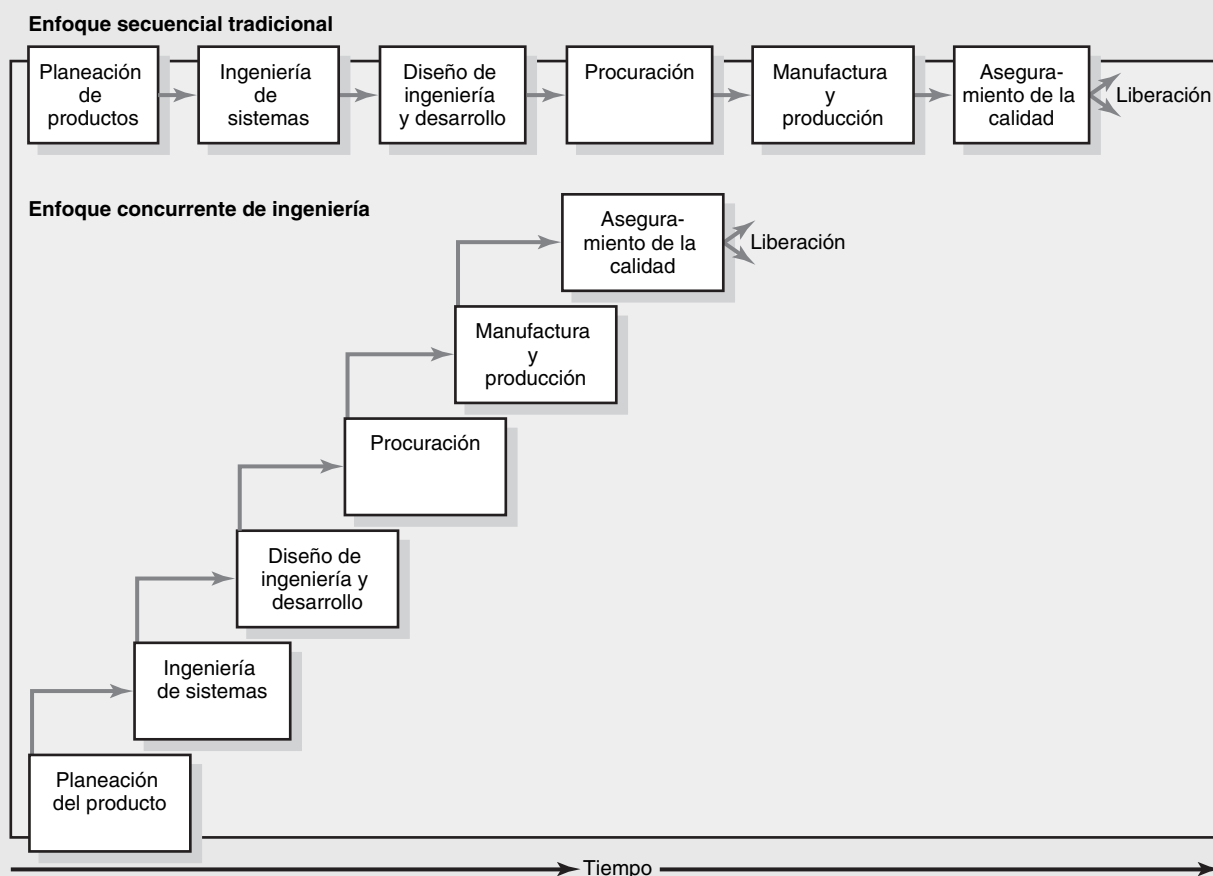 Enfoque secuencial tradicional
Planeación
de
productos
Ingeniería
de
sistemas
Diseño de
ingeniería
y desarrollo
Procuración
Manufactura
y
producción
Asegura-
miento de la
calidad
Liberación
Enfoque concurrente de ingeniería
Asegura-
miento de la
calidad
Liberación
Manufactura
y
producción
Procuración
Diseño de
ingeniería y
desarrollo
Ingeniería
de sistemas
Planeación
del producto
Tiempo